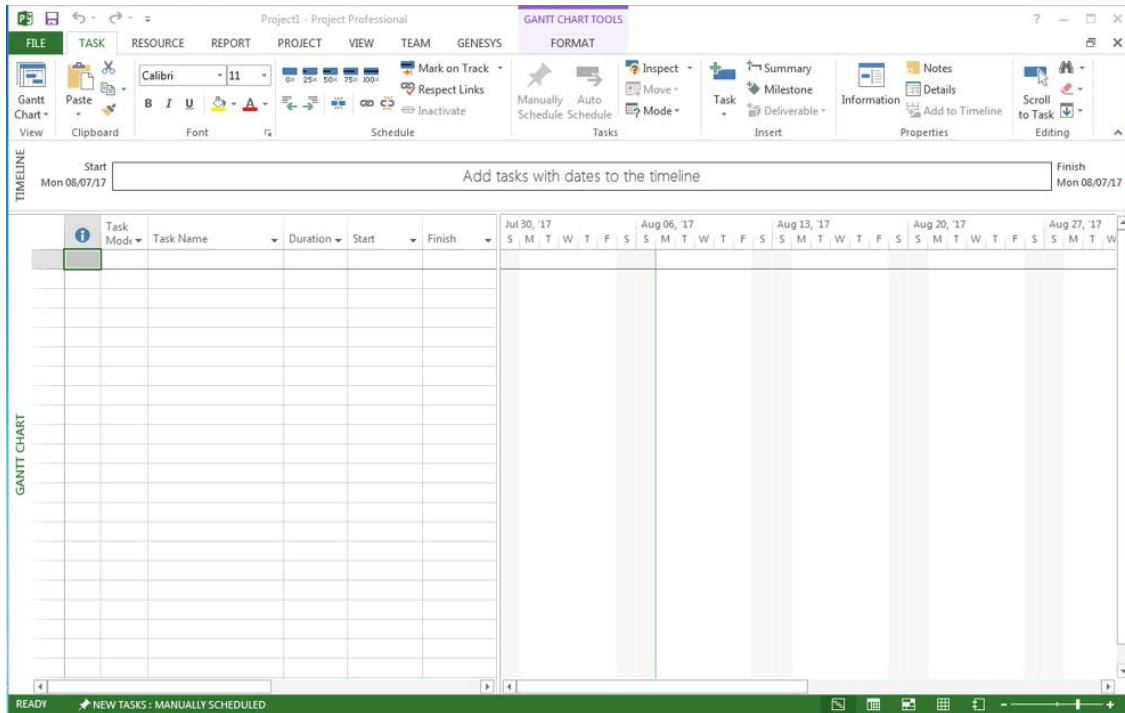 Project1 - Project Professional
GANTT CHART TOOLS
FILE TASK RESOURCE REPORT PROJECT VIEW TEAM GENESYS FORMAT
Gantt Chart
View
Paste
Clipboard
Calibri 11
B I U A
Font
0× 25× 50× 75× 100×
Mark on Track
Respect Links
Inactivate
Schedule
Manually Schedule
Auto Schedule
Inspect
Move
Mode
Tasks
Task
Summary
Milestone
Deliverable
Insert
Information
Notes
Details
Add to Timeline
Properties
Scroll to Task
Editing
TIMELINE
Start
Mon 08/07/17
Add tasks with dates to the timeline
Finish
Mon 08/07/17
Task Mode Task Name Duration Start Finish
Jul 30, '17 Aug 06, '17 Aug 13, '17 Aug 20, '17 Aug 27, '17
S M T W T F S S M T W T F S S M T W T F S S M T W T F S S M T W
GANTT CHART
READY NEW TASKS : MANUALLY SCHEDULED